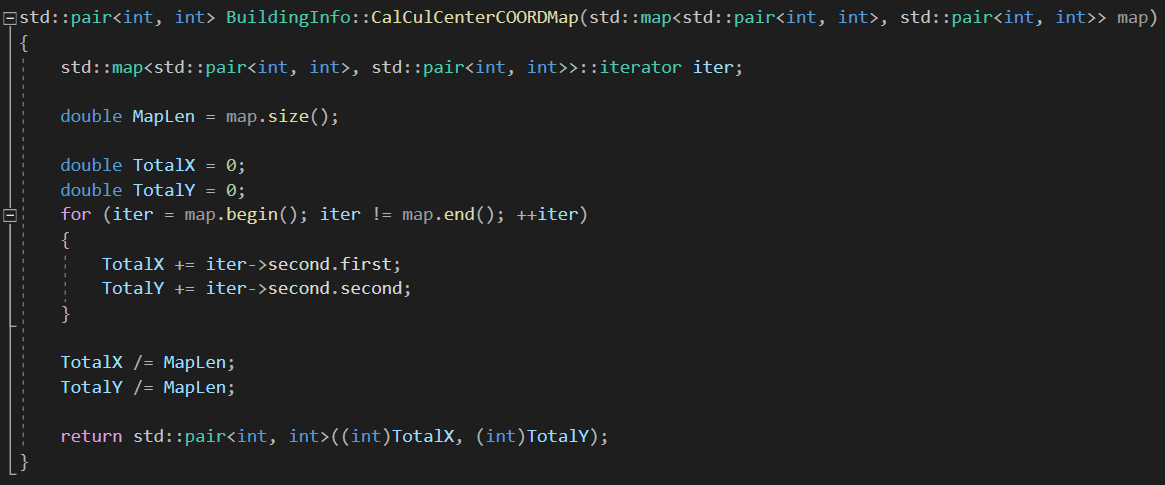 std::pair<int, int> BuildingInfo::CalCulCenterCOORDMap(std::map<std::pair<int, int>, std::pair<int, int>> map)
{
    std::map<std::pair<int, int>, std::pair<int, int>>::iterator iter;
    double MapLen = map.size();
    double TotalX = 0;
    double TotalY = 0;
    for (iter = map.begin(); iter != map.end(); ++iter)
    {
        TotalX += iter->second.first;
        TotalY += iter->second.second;
    }
    TotalX /= MapLen;
    TotalY /= MapLen;
    return std::pair<int, int>((int)TotalX, (int)TotalY);
}